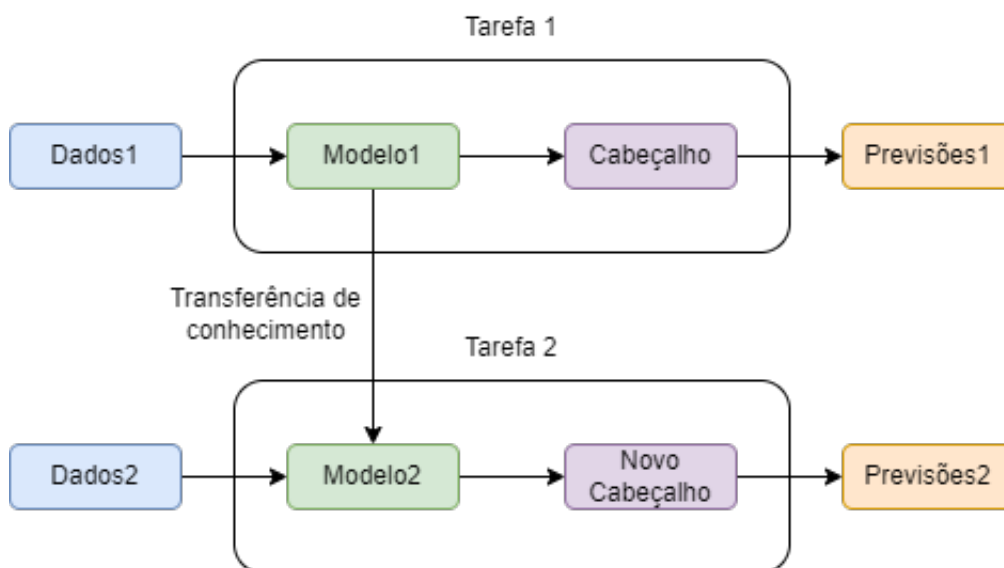 Tarefa 1
Dados1
Modelo1
Cabeçalho
Previsões1
Transferência de
conhecimento
Tarefa 2
Dados2
Modelo2
Novo
Cabeçalho
Previsões2